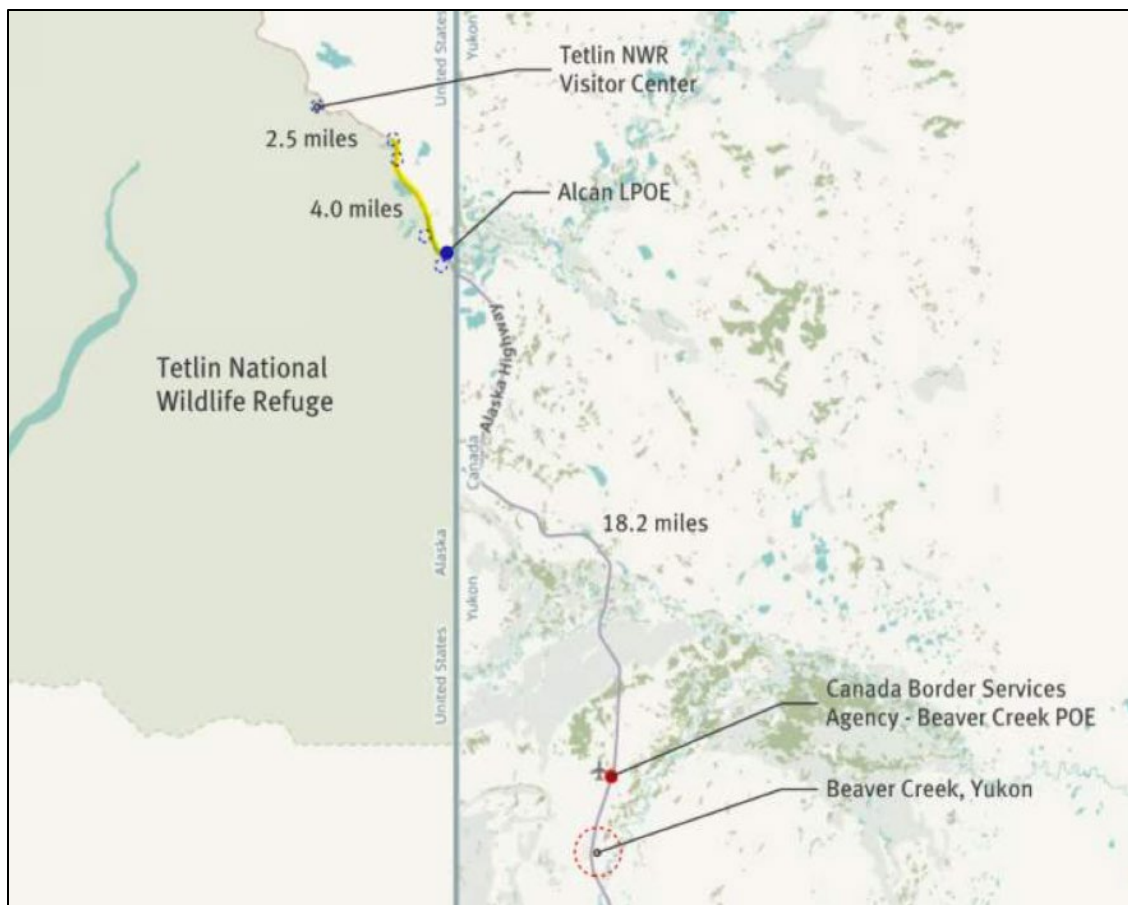 United States
Yukon
Tetlin NWR
Visitor Center
2.5 miles
Alcan LPOE
4.0 miles
Alaska Highway
Tetlin National
Wildlife Refuge
Canada
18.2 miles
Alaska
Yukon
United States
Canada Border Services
Agency - Beaver Creek POE
Beaver Creek, Yukon